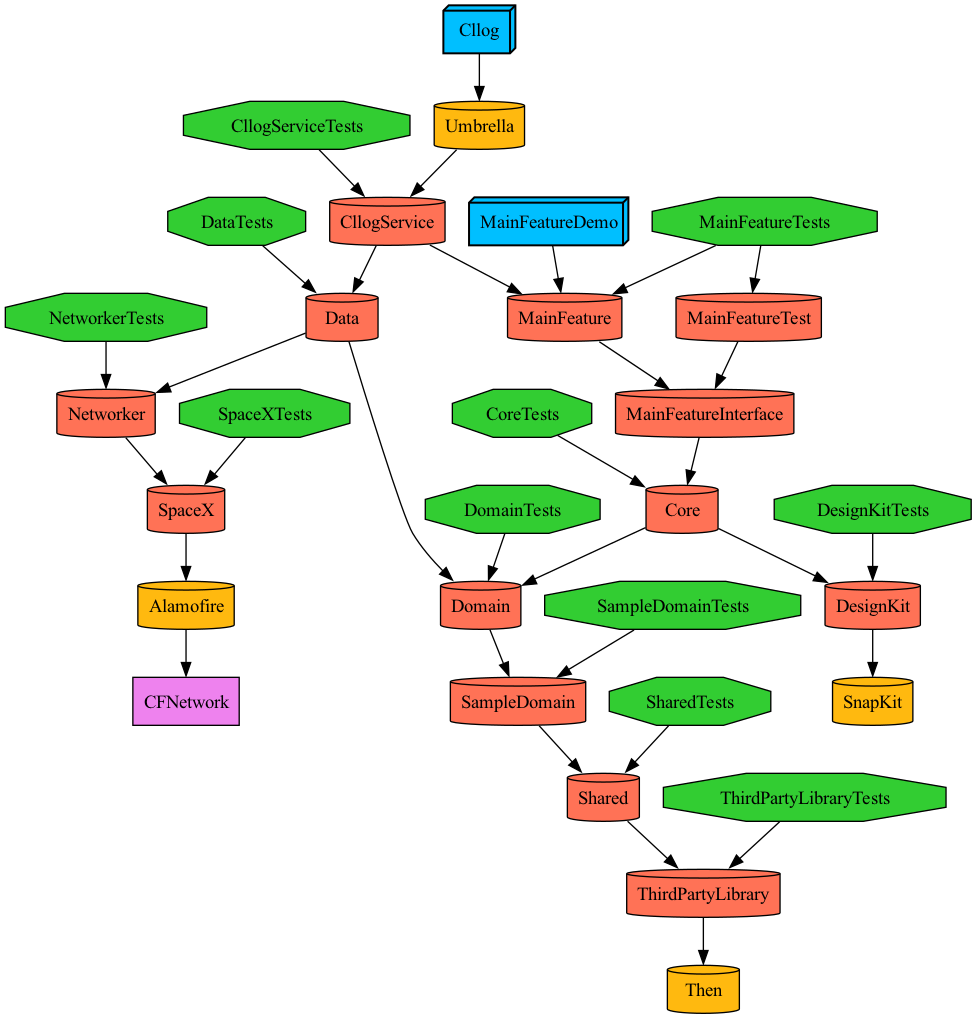 Cllog
CllogServiceTests
Umbrella
DataTests
CllogService
MainFeatureDemo
MainFeatureTests
NetworkerTests
Data
MainFeature
MainFeatureTest
Networker
SpaceXTests
CoreTests
MainFeatureInterface
SpaceX
DomainTests
Core
DesignKitTests
Alamofire
Domain
SampleDomainTests
DesignKit
CFNetwork
SampleDomain
SharedTests
SnapKit
Shared
ThirdPartyLibraryTests
ThirdPartyLibrary
Then